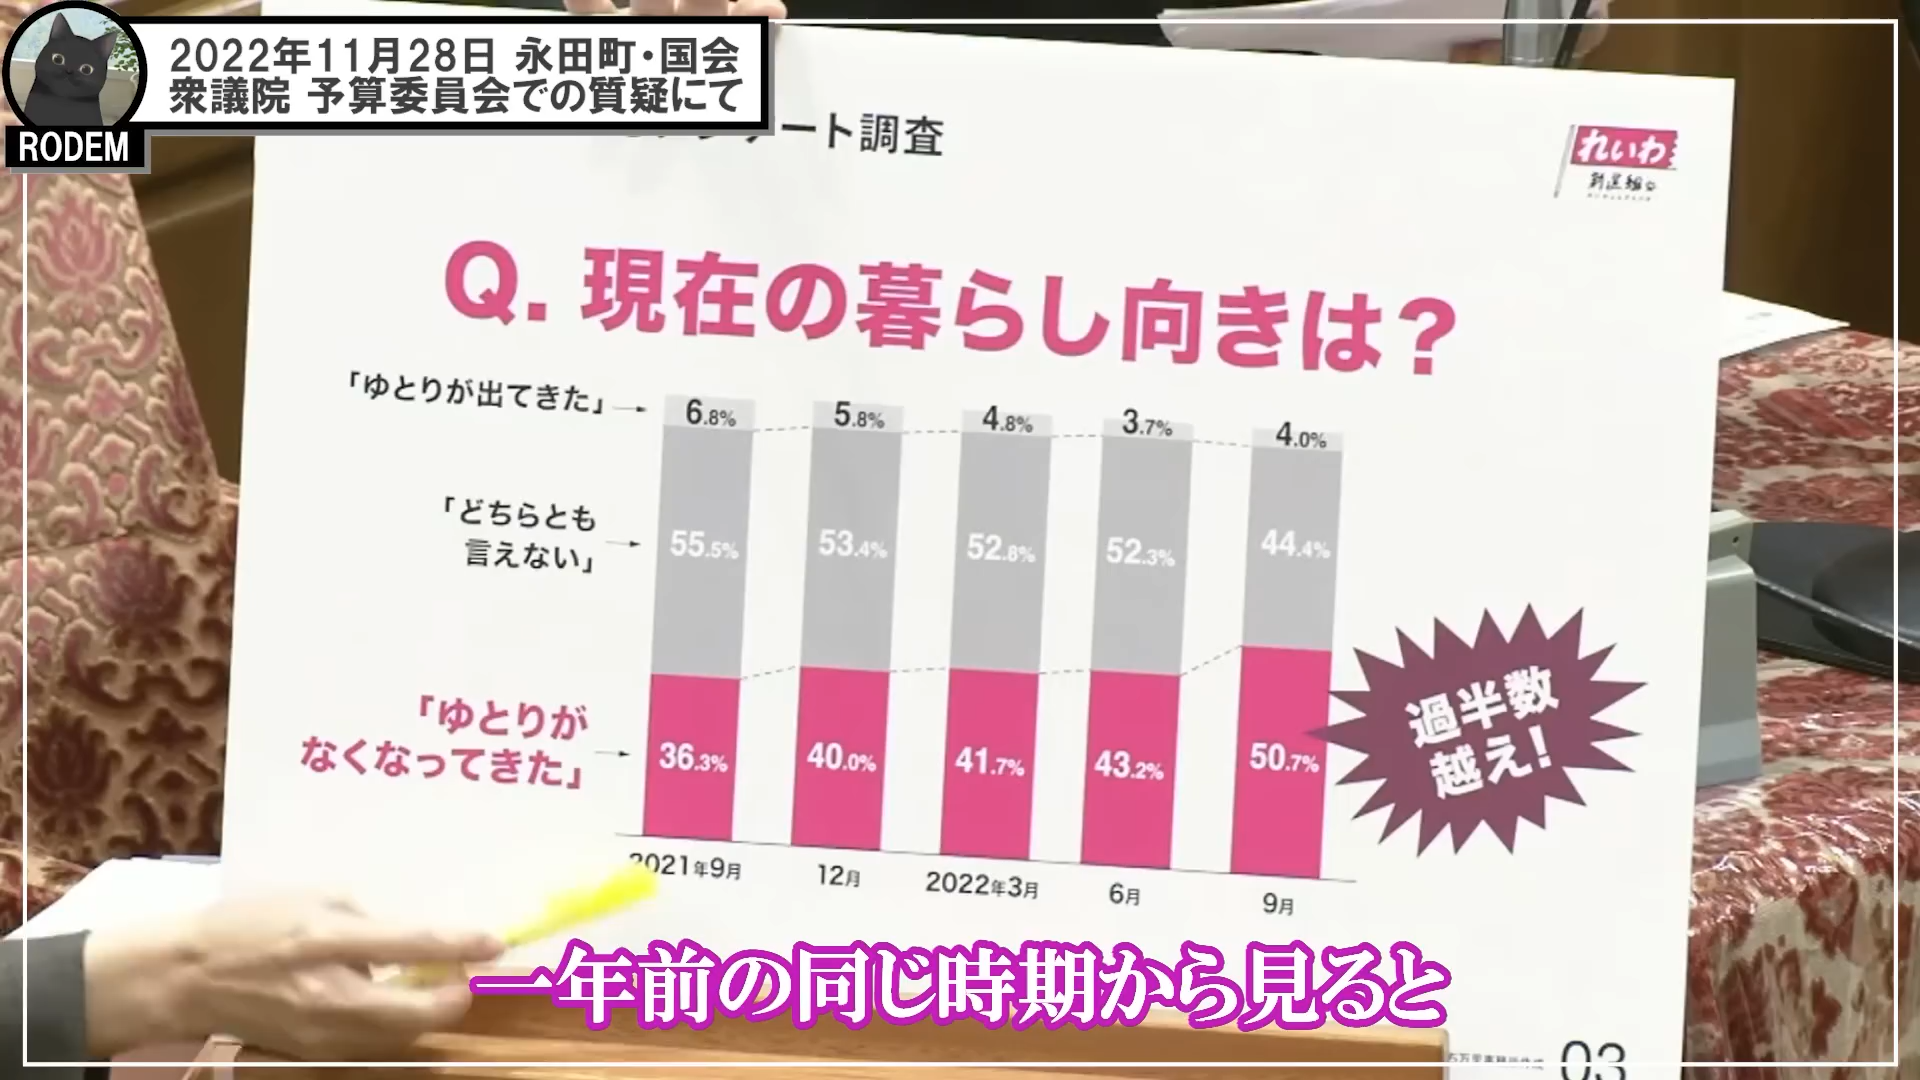 2022年11月28日 永田町・国会
衆議院 予算委員会での質疑にて
RODEM
ート調査
れいわ
新選組
Q. 現在の暮らし向きは?
「ゆとりが出てきた」
6.8%
5.8%
4.8%
3.7%
4.0%
「どちらとも
言えない」
55.5%
53.4%
52.8%
52.3%
44.4%
「ゆとりが
なくなってきた」
36.3%
40.0%
41.7%
43.2%
50.7%
過半数
越え!
2021年9月
12月
2022年3月
6月
9月
一年前の同じ時期から見ると
03